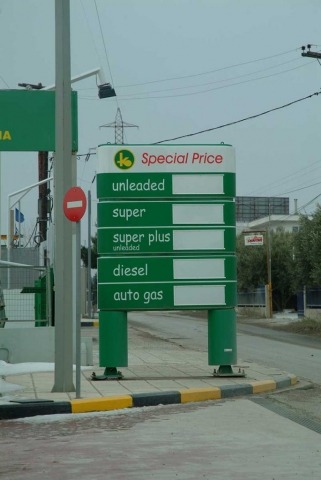 Special Price
unleaded
super
super plus
unleaded
diesel
auto gas